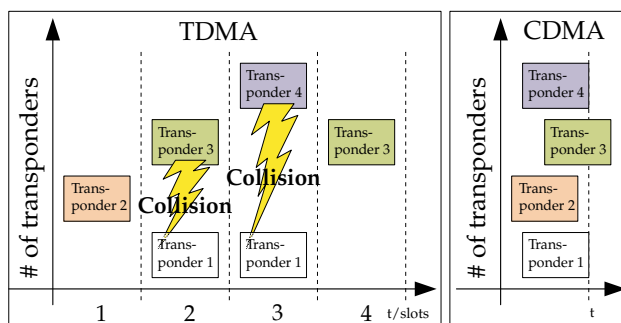 TDMA
# of transponders
Trans-
ponder 4
Trans-
ponder 3
Trans-
ponder 3
Trans-
ponder 2
Collision
Collision
Trans-
ponder 1
Trans-
ponder 1
1
2
3
4
t/slots
CDMA
# of transponders
Trans-
ponder 4
Trans-
ponder 3
Trans-
ponder 2
Trans-
ponder 1
t